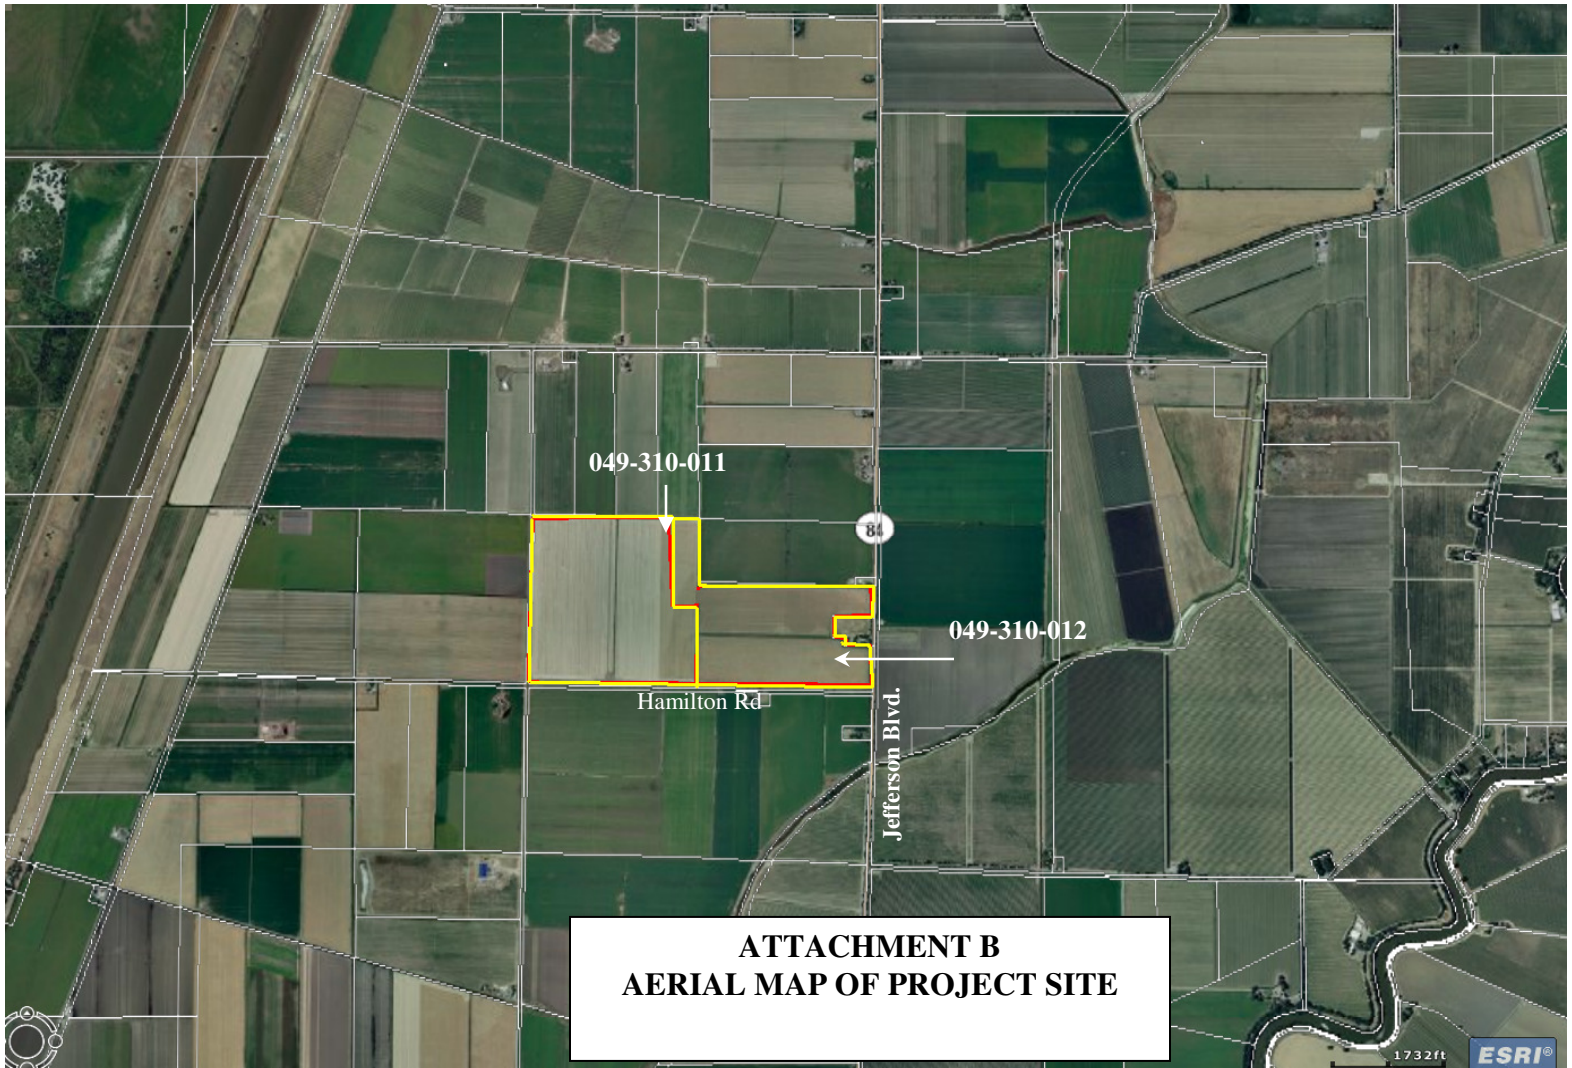 049-310-011
84
049-310-012
Hamilton Rd
Jefferson Blvd.
ATTACHMENT B
AERIAL MAP OF PROJECT SITE
1732ft
ESRI®